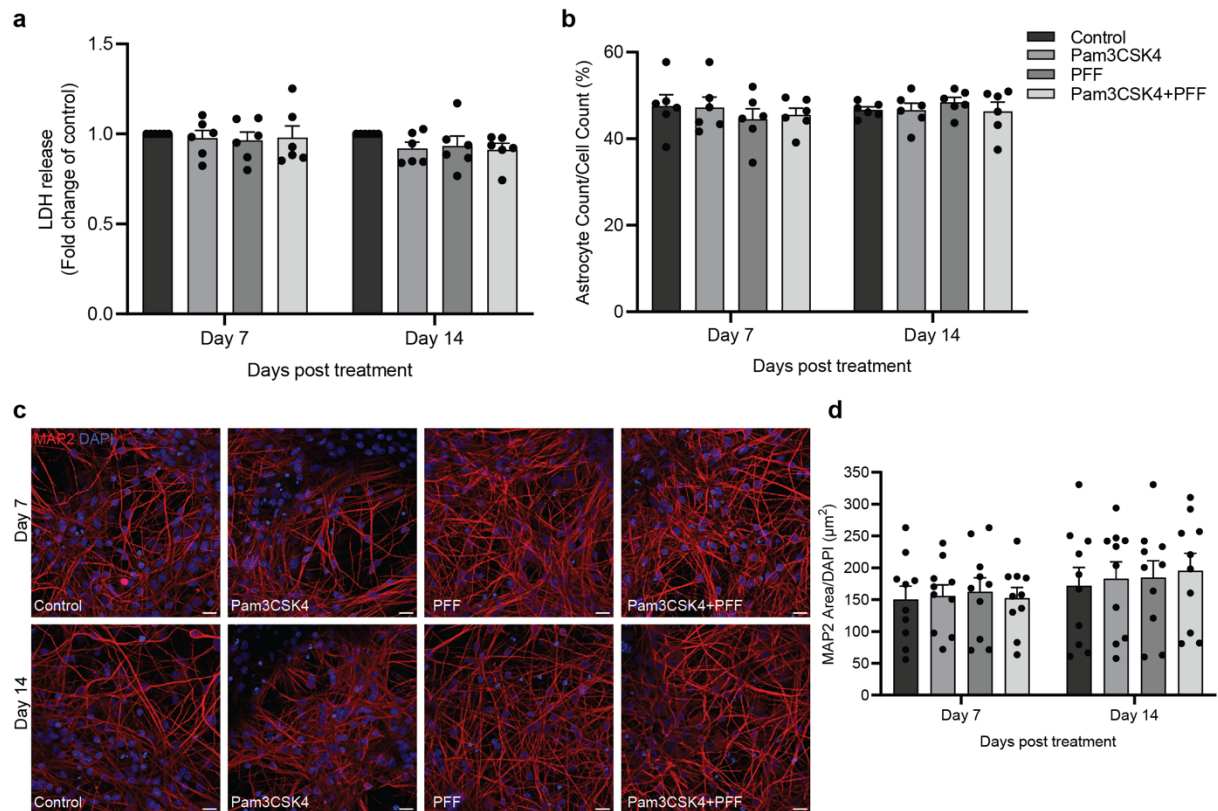 a
1.5
1.0
0.5
0.0
LDH release
(Fold change of control)
Day 7
Day 14
Days post treatment
b
60
40
20
0
Astrocyte Count/Cell Count (%)
Day 7
Day 14
Days post treatment
Control
Pam3CSK4
PFF
Pam3CSK4+PFF
c
MAP2 DAPI
Day 7
Control
Pam3CSK4
PFF
Pam3CSK4+PFF
Day 14
Control
Pam3CSK4
PFF
Pam3CSK4+PFF
d
350
300
250
200
150
100
50
0
MAP2 Area/DAPI (µm²)
Day 7
Day 14
Days post treatment